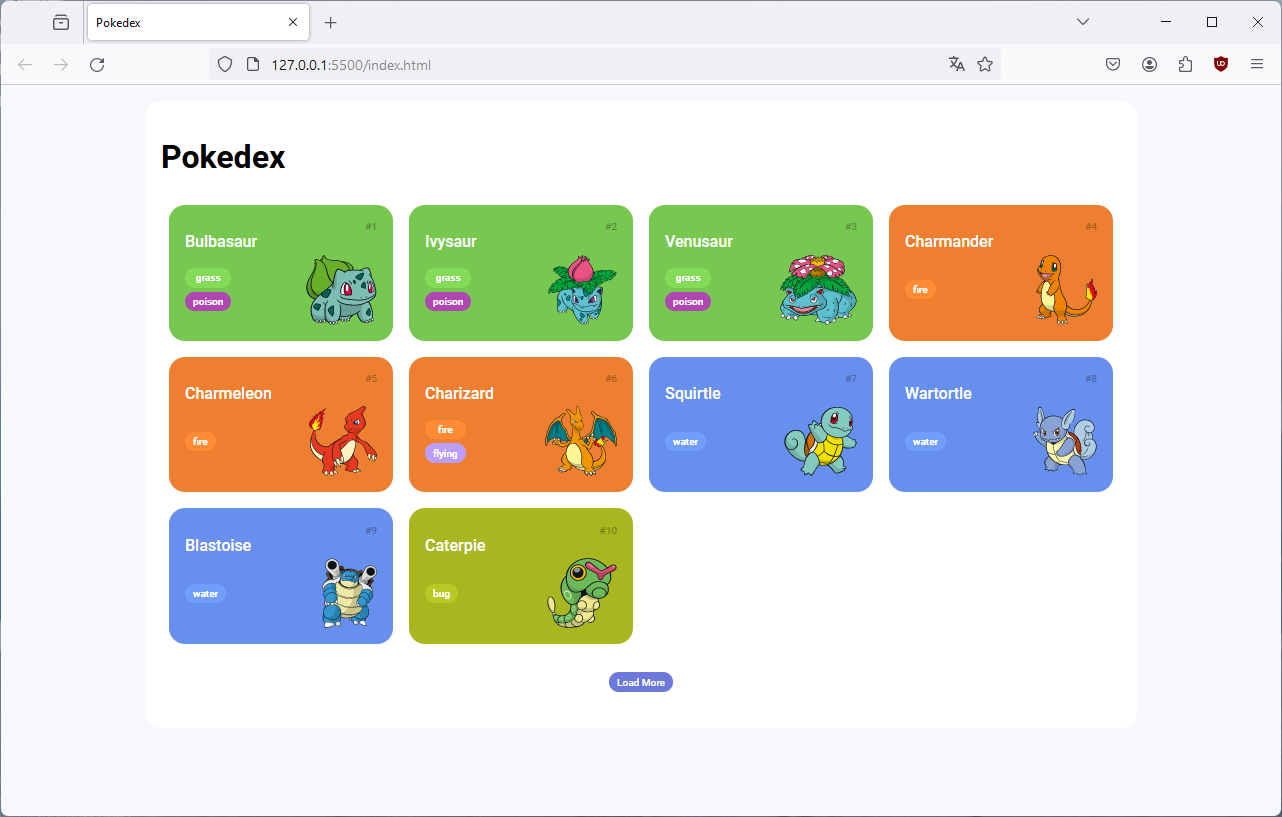 Pokedex
127.0.0.1:5500/index.html
Pokedex
#1
Bulbasaur
grass
poison
#2
Ivysaur
grass
poison
#3
Venusaur
grass
poison
#4
Charmander
fire
#5
Charmeleon
fire
#6
Charizard
fire
flying
#7
Squirtle
water
#8
Wartortle
water
#9
Blastoise
water
#10
Caterpie
bug
Load More